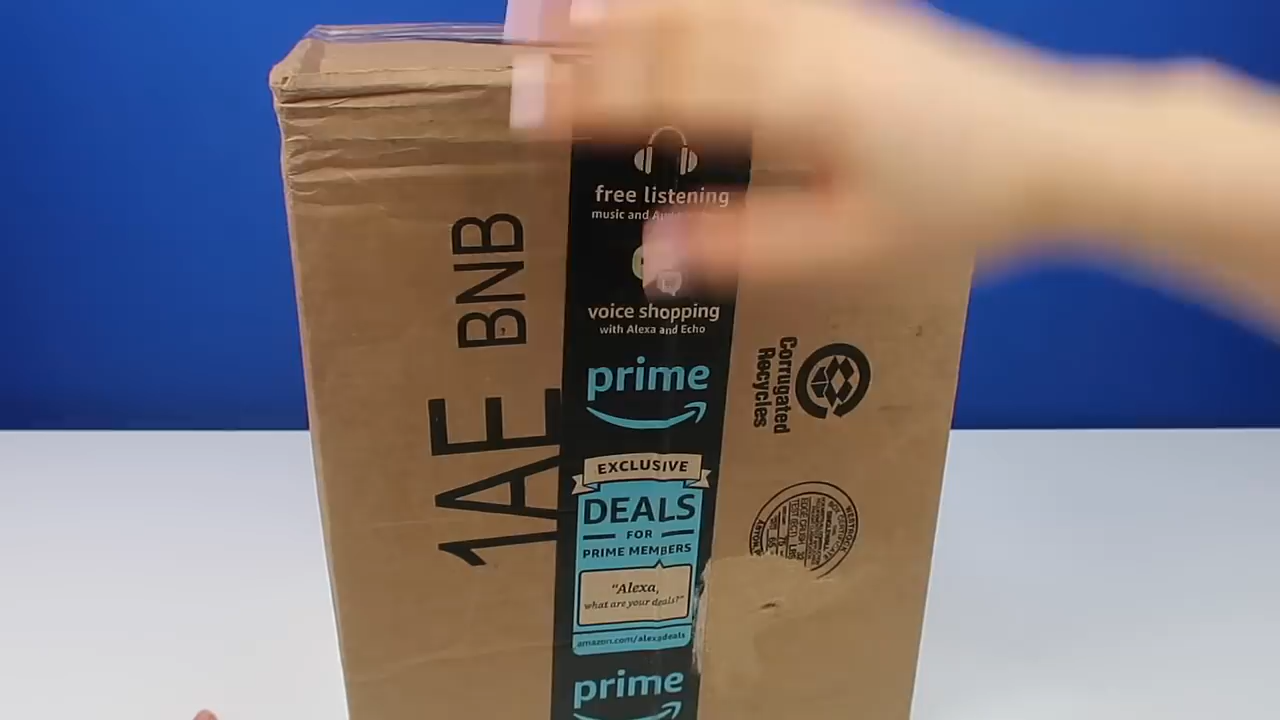 free listening
music and
voice shopping
with Alexa and Echo
prime
EXCLUSIVE
DEALS
FOR
PRIME MEMBERS
"Alexa,
what are your deals?"
amazon.com/alexadeals
prime
1AE BNB
Corrugated
Recycles